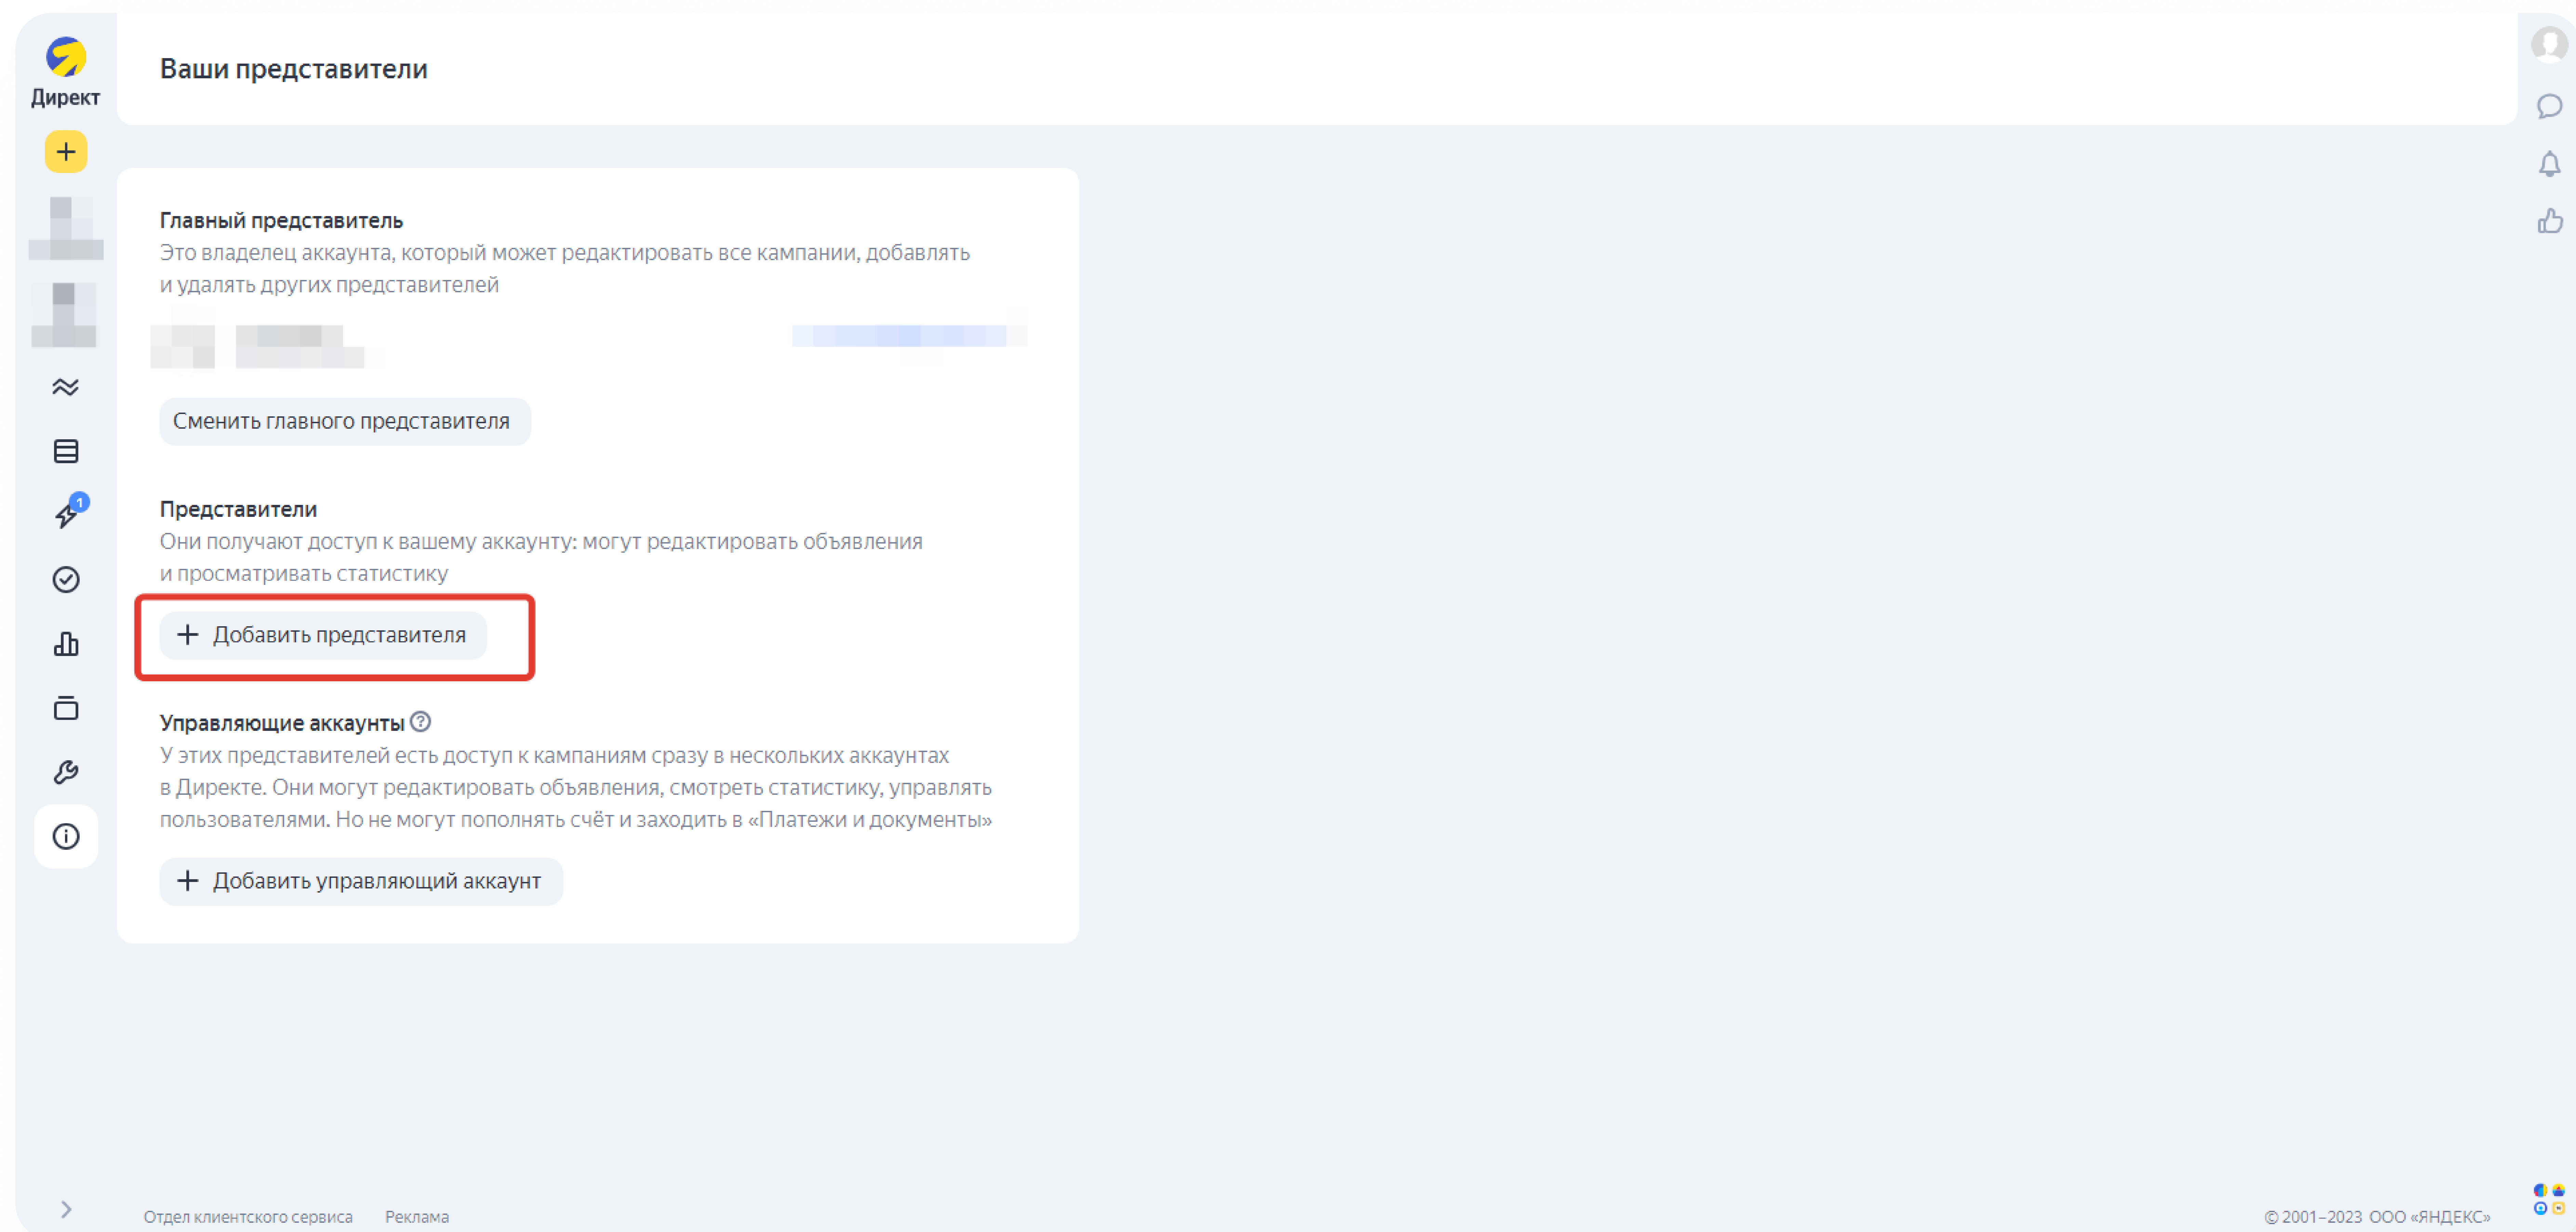 Директ
Ваши представители
Главный представитель
Это владелец аккаунта, который может редактировать все кампании, добавлять
и удалять других представителей
Сменить главного представителя
1
Представители
Они получают доступ к вашему аккаунту: могут редактировать объявления
и просматривать статистику
Добавить представителя
Управляющие аккаунты
У этих представителей есть доступ к кампаниям сразу в нескольких аккаунтах
в Директе. Они могут редактировать объявления, смотреть статистику, управлять
пользователями. Но не могут пополнять счёт и заходить в «Платежи и документы»
Добавить управляющий аккаунт
Отдел клиентского сервиса Реклама
© 2001–2023 ООО «ЯНДЕКС»